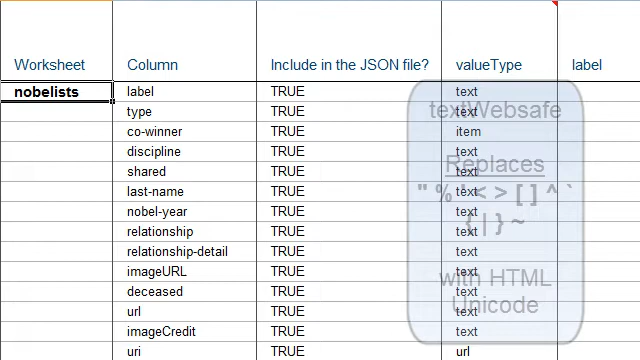 Worksheet Column Include in the JSON file? valueType label
nobelists label TRUE text
type TRUE text
co-winner TRUE item
discipline TRUE text
shared TRUE text
last-name TRUE text
nobel-year TRUE text
relationship TRUE text
relationship-detail TRUE text
imageURL TRUE text
deceased TRUE text
url TRUE text
imageCredit TRUE text
uri TRUE url
textWebsafe
Replaces
" % ' < > [ ] ^ `
{ | } ~
with HTML
Unicode